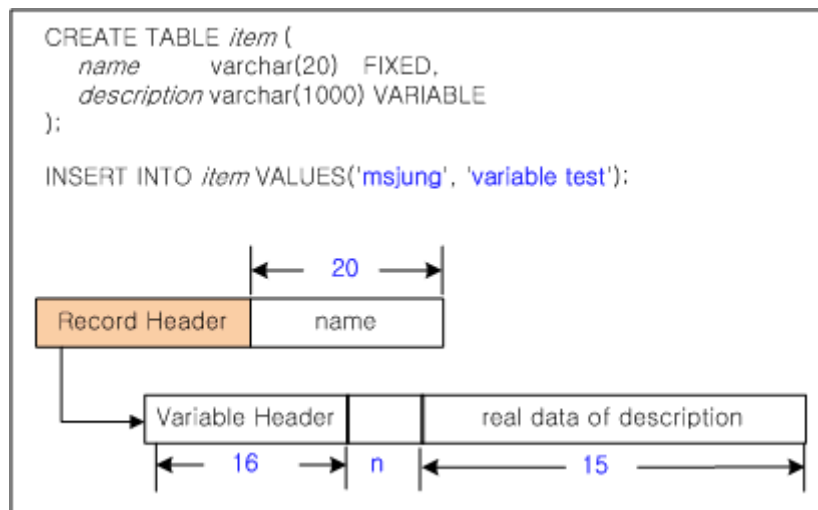 CREATE TABLE item (
name varchar(20) FIXED,
description varchar(1000) VARIABLE
);
INSERT INTO item VALUES('msjung', 'variable test');
20
Record Header name
Variable Header real data of description
16 n 15